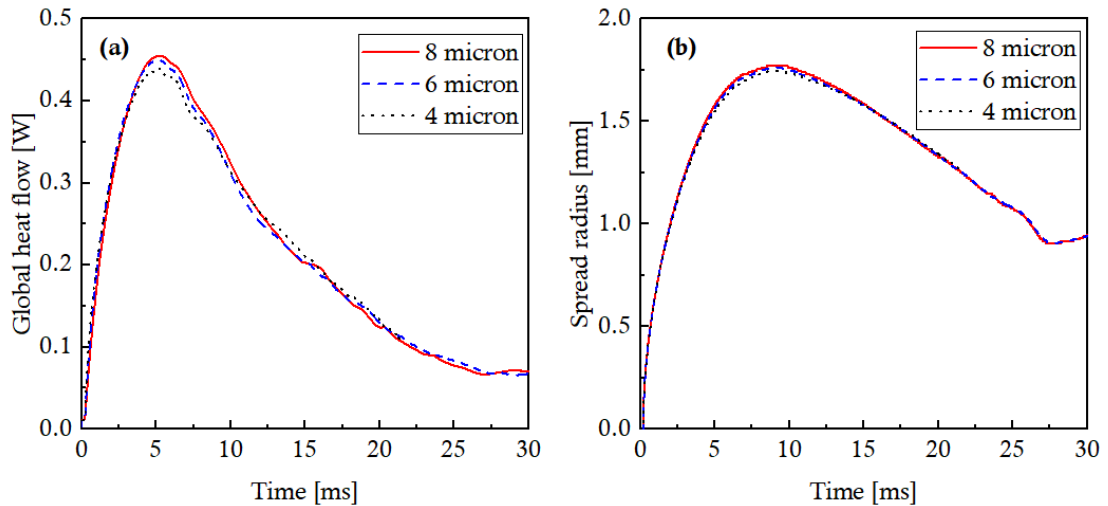 (a)
8 micron
6 micron
4 micron
Global heat flow [W]
0.5
0.4
0.3
0.2
0.1
0.0
0 5 10 15 20 25 30
Time [ms]
(b)
8 micron
6 micron
4 micron
Spread radius [mm]
2.0
1.5
1.0
0.5
0.0
0 5 10 15 20 25 30
Time [ms]